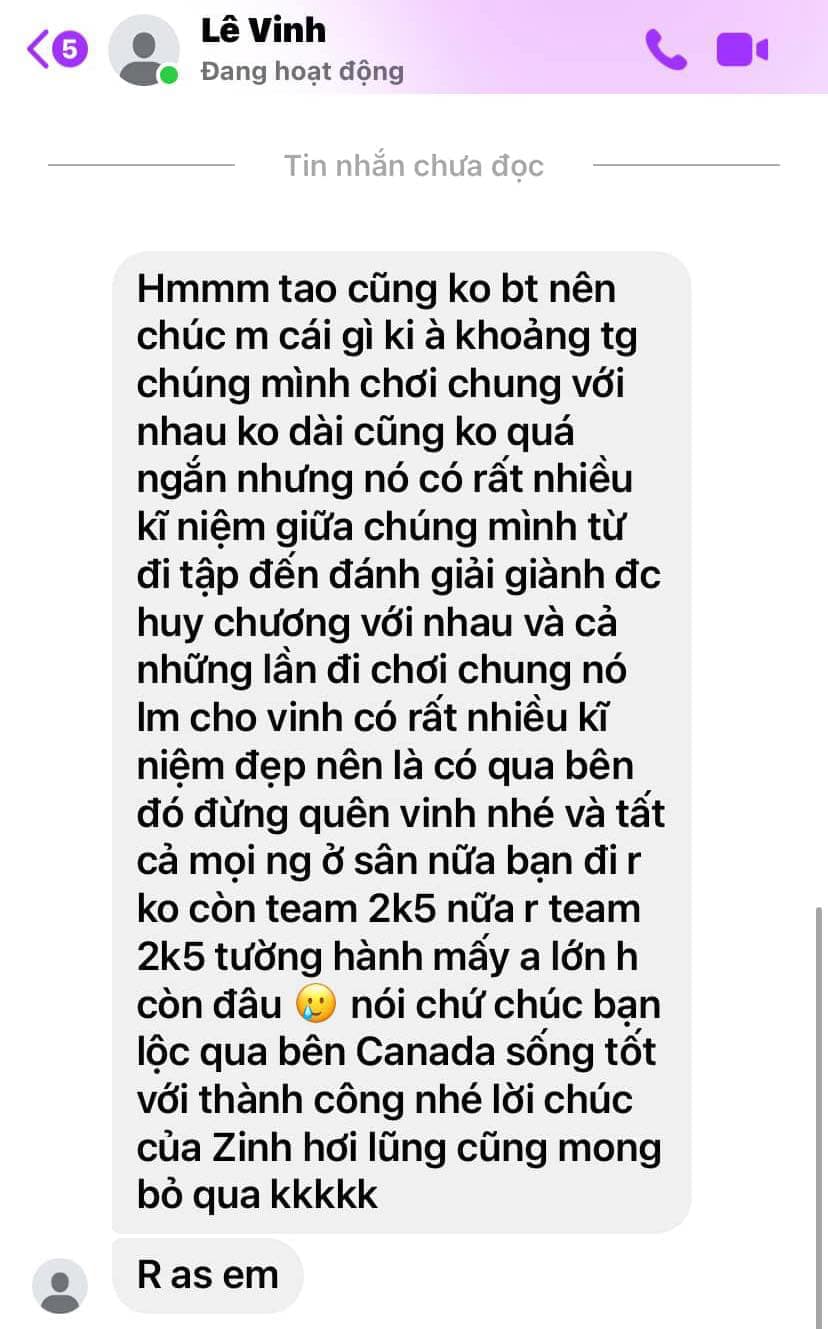 5
Lê Vinh
Đang hoạt động
Tin nhắn chưa đọc
Hmmm tao cũng ko bt nên
chúc m cái gì ki à khoảng tg
chúng mình chơi chung với
nhau ko dài cũng ko quá
ngắn nhưng nó có rất nhiều
kĩ niệm giữa chúng mình từ
đi tập đến đánh giải giành đc
huy chương với nhau và cả
những lần đi chơi chung nó
lm cho vinh có rất nhiều kĩ
niệm đẹp nên là có qua bên
đó đừng quên vinh nhé và tất
cả mọi ng ở sân nữa bạn đi r
ko còn team 2k5 nữa r team
2k5 tường hành mấy a lớn h
còn đâu 🥲 nói chứ chúc bạn
lộc qua bên Canada sống tốt
với thành công nhé lời chúc
của Zinh hơi lũng cũng mong
bỏ qua kkkkk
R as em